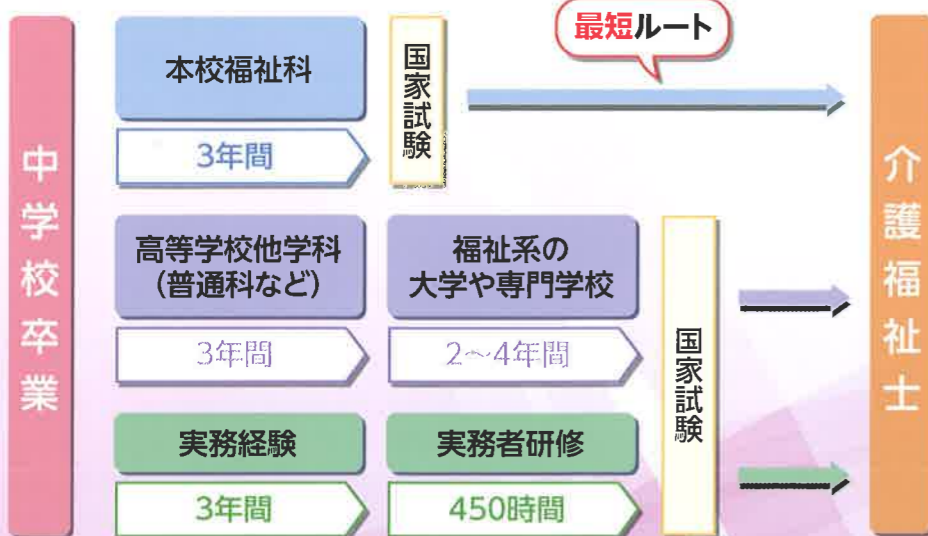 最短ルート
中学校卒業
本校福祉科
3年間
国家試験
高等学校他学科
（普通科など）
3年間
福祉系の
大学や専門学校
2～4年間
実務経験
3年間
実務者研修
450時間
国家試験
介護福祉士